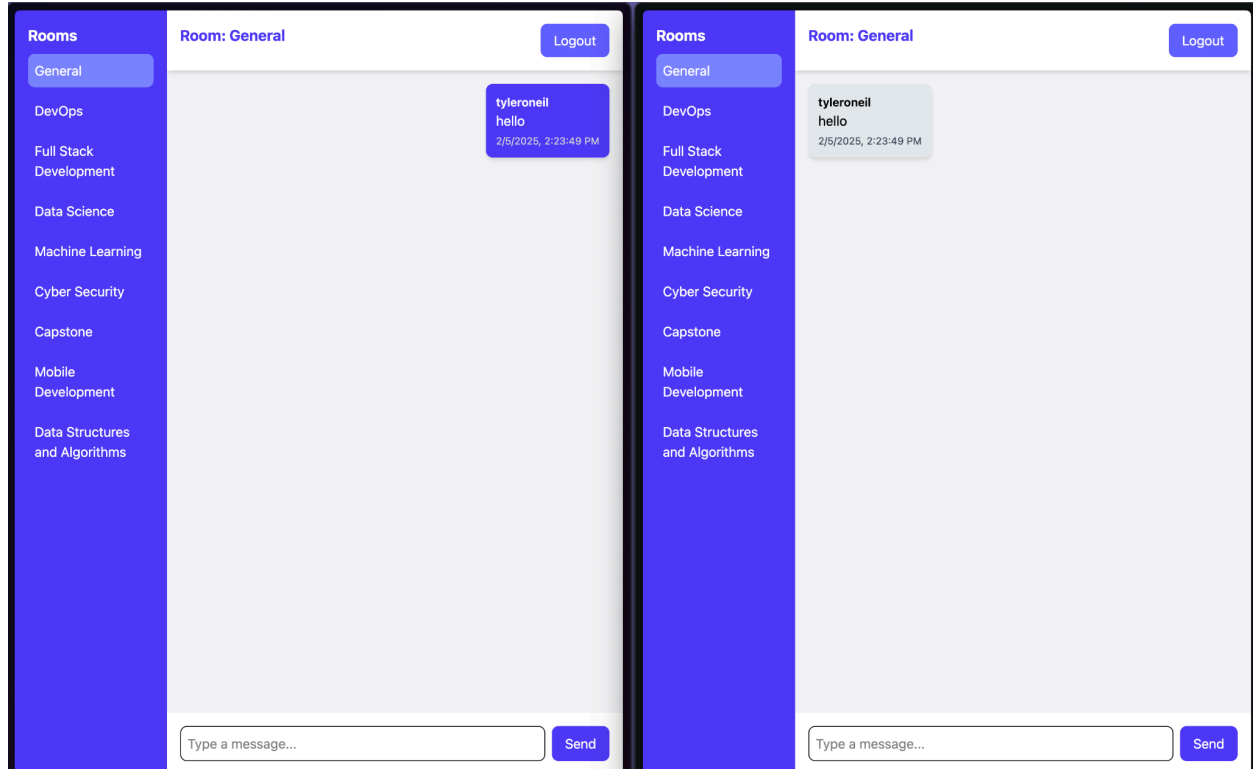 Rooms
General
DevOps
Full Stack
Development
Data Science
Machine Learning
Cyber Security
Capstone
Mobile
Development
Data Structures
and Algorithms
Room: General
Logout
tyleroneil
hello
2/5/2025, 2:23:49 PM
Type a message...
Send
Rooms
General
DevOps
Full Stack
Development
Data Science
Machine Learning
Cyber Security
Capstone
Mobile
Development
Data Structures
and Algorithms
Room: General
Logout
tyleroneil
hello
2/5/2025, 2:23:49 PM
Type a message...
Send